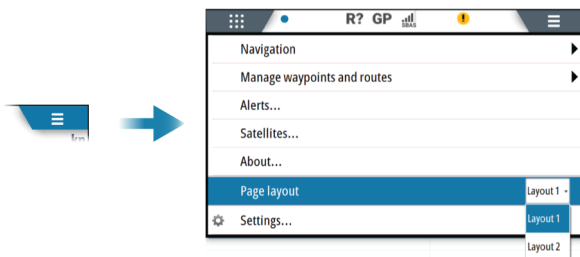 R? GP SBAS !
Navigation
Manage waypoints and routes
Alerts...
Satellites...
About...
Page layout Layout 1
Settings... Layout 1
Layout 2